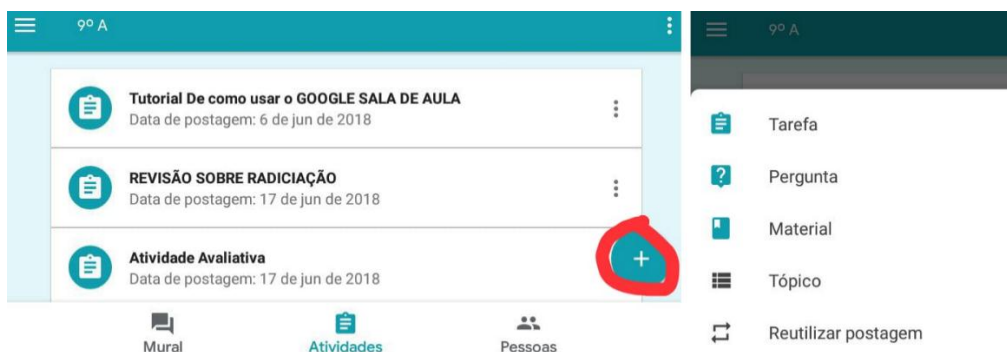 9º A
Tutorial De como usar o GOOGLE SALA DE AULA
Data de postagem: 6 de jun de 2018
REVISÃO SOBRE RADICIAÇÃO
Data de postagem: 17 de jun de 2018
Atividade Avaliativa
Data de postagem: 17 de jun de 2018
Mural
Atividades
Pessoas
9º A
Tarefa
Pergunta
Material
Tópico
Reutilizar postagem